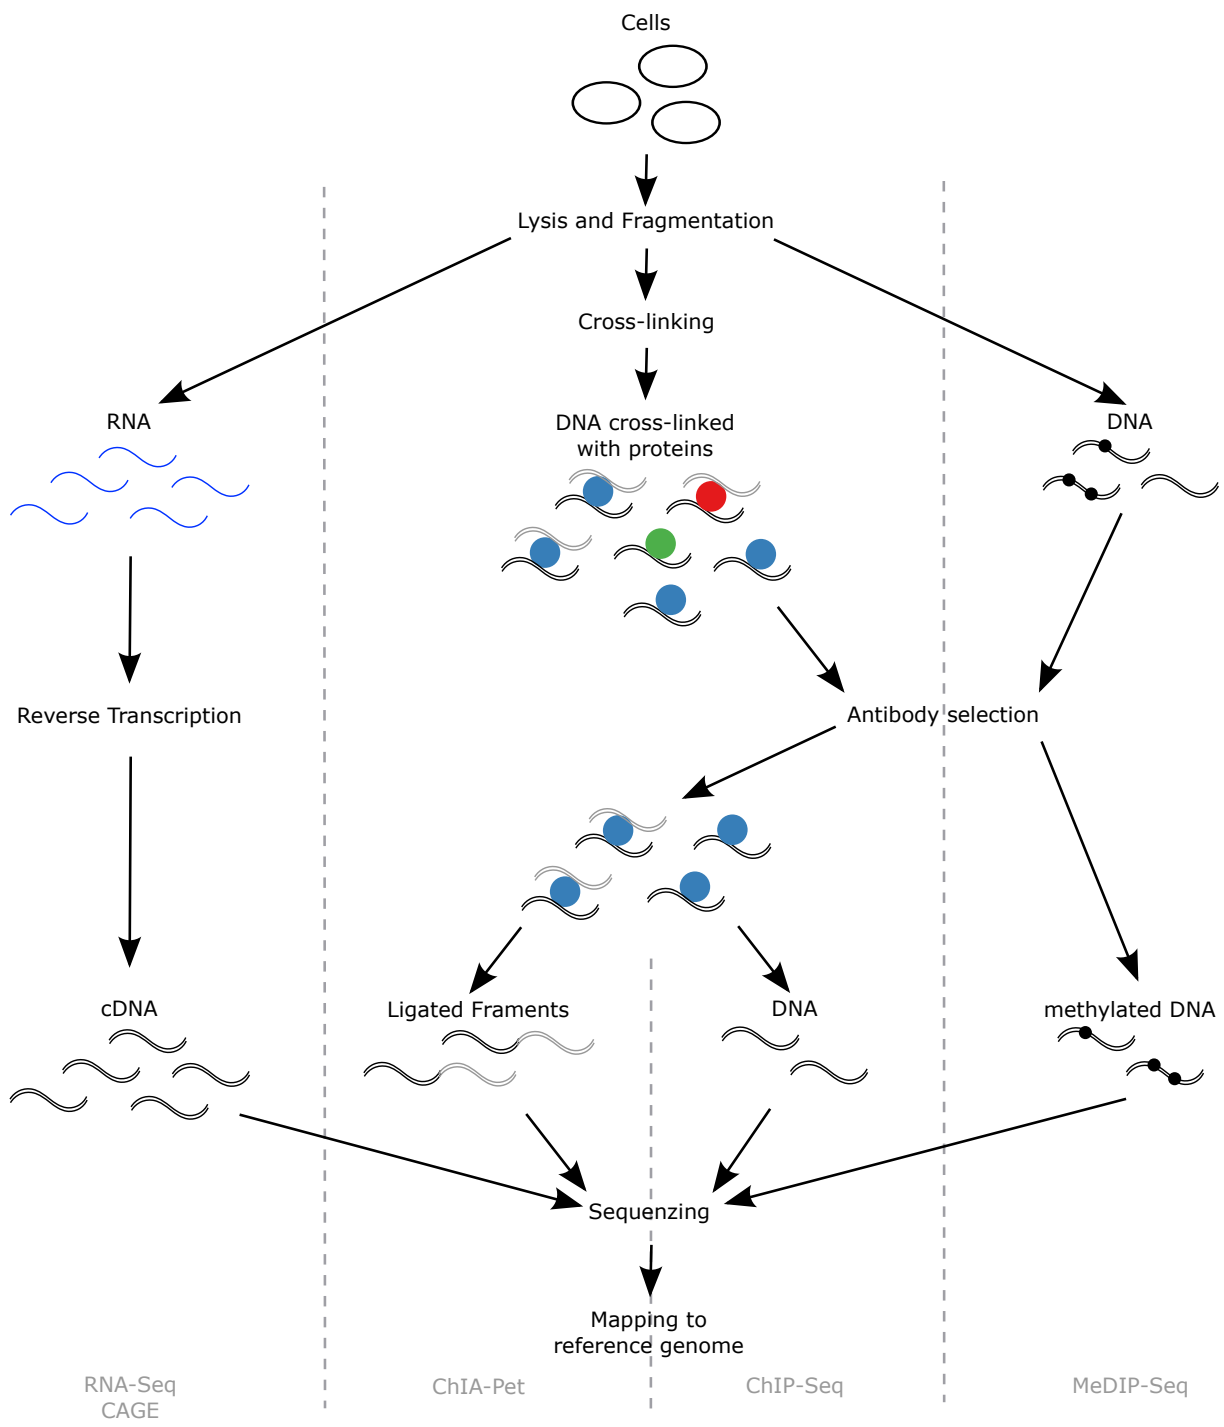 Cells
Lysis and Fragmentation
Cross-linking
RNA
DNA cross-linked
with proteins
DNA
Reverse Transcription
Antibody selection
cDNA
Ligated Framents
DNA
methylated DNA
Sequenzing
Mapping to
reference genome
RNA-Seq
CAGE
ChIA-Pet
ChIP-Seq
MeDIP-Seq